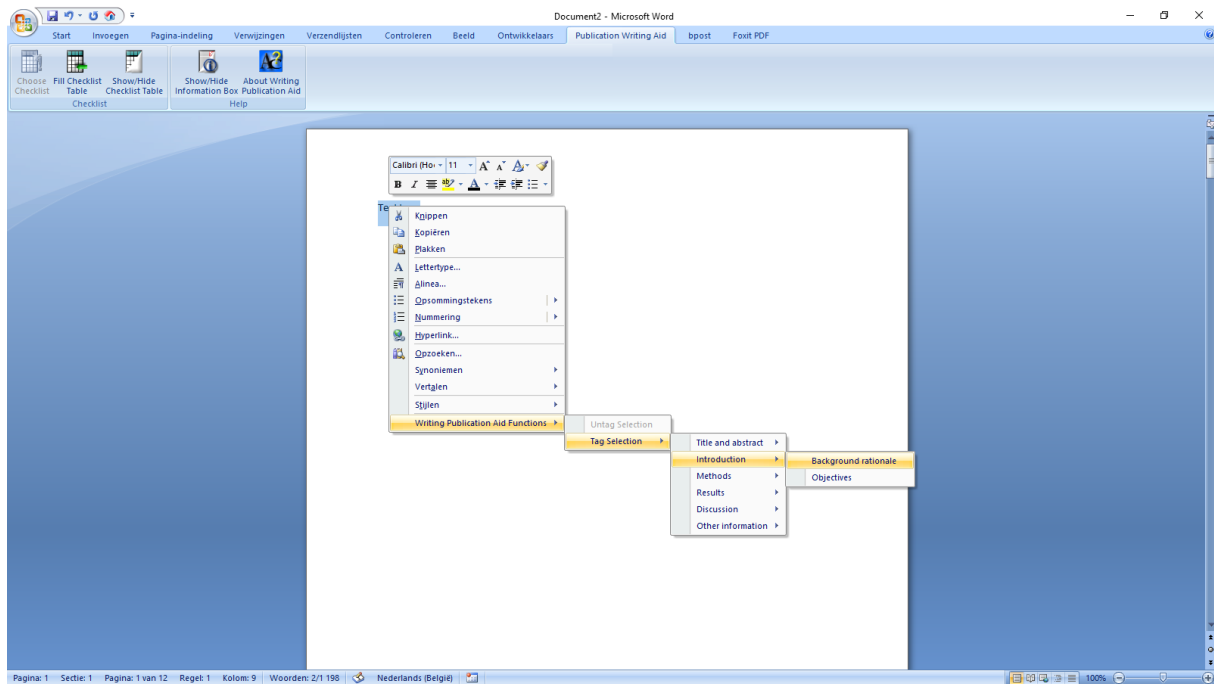 Document2 - Microsoft Word
Start Invoegen Pagina-indeling Verwijzingen Verzendlijsten Controleren Beeld Ontwikkelaars Publication Writing Aid bpost Foxit PDF
Choose Checklist
Fill Checklist Table
Show/Hide Checklist Table
Show/Hide Information Box
About Writing Publication Aid
Checklist
Help
Calibri (Ho 11
Te
Knippen
Kopiëren
Plakken
Lettertype...
Alinea...
Opsommingstekens
Nummering
Hyperlink...
Opzoeken...
Synoniemen
Vertalen
Stijlen
Writing Publication Aid Functions
Untag Selection
Tag Selection
Title and abstract
Introduction
Methods
Results
Discussion
Other information
Background rationale
Objectives
Pagina: 1 Sectie: 1 Pagina: 1 van 12 Regel: 1 Kolom: 9 Woorden: 2/1 198 Nederlands (België) 100%